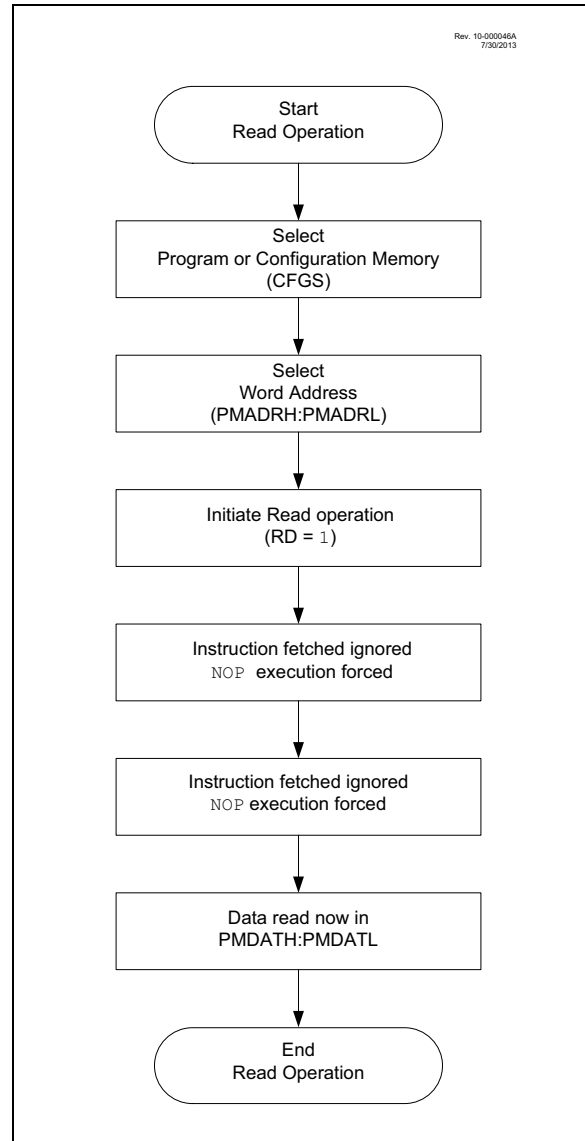 Rev. 10-000046A
7/30/2013
Start
Read Operation
Select
Program or Configuration Memory
(CFGS)
Select
Word Address
(PMADRH:PMADRL)
Initiate Read operation
(RD = 1)
Instruction fetched ignored
NOP execution forced
Instruction fetched ignored
NOP execution forced
Data read now in
PMDATH:PMDATL
End
Read Operation